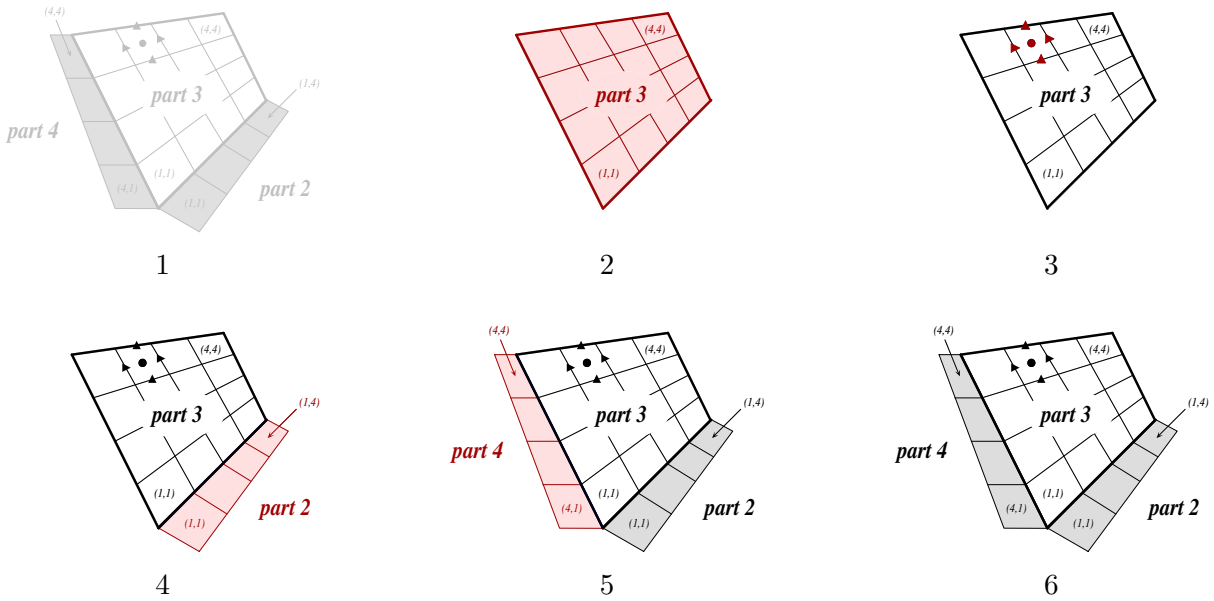 (4,4)
(4,4)
(1,4)
part 3
part 4
(1,1)
(4,1)
(1,1)
part 2
1
(4,4)
part 3
(1,1)
2
(4,4)
part 3
(1,1)
3
(4,4)
(1,4)
part 3
(1,1)
(1,1)
part 2
4
(4,4)
(4,4)
(1,4)
part 3
part 4
(1,1)
(4,1)
(1,1)
part 2
5
(4,4)
(4,4)
(1,4)
part 3
part 4
(1,1)
(4,1)
(1,1)
part 2
6